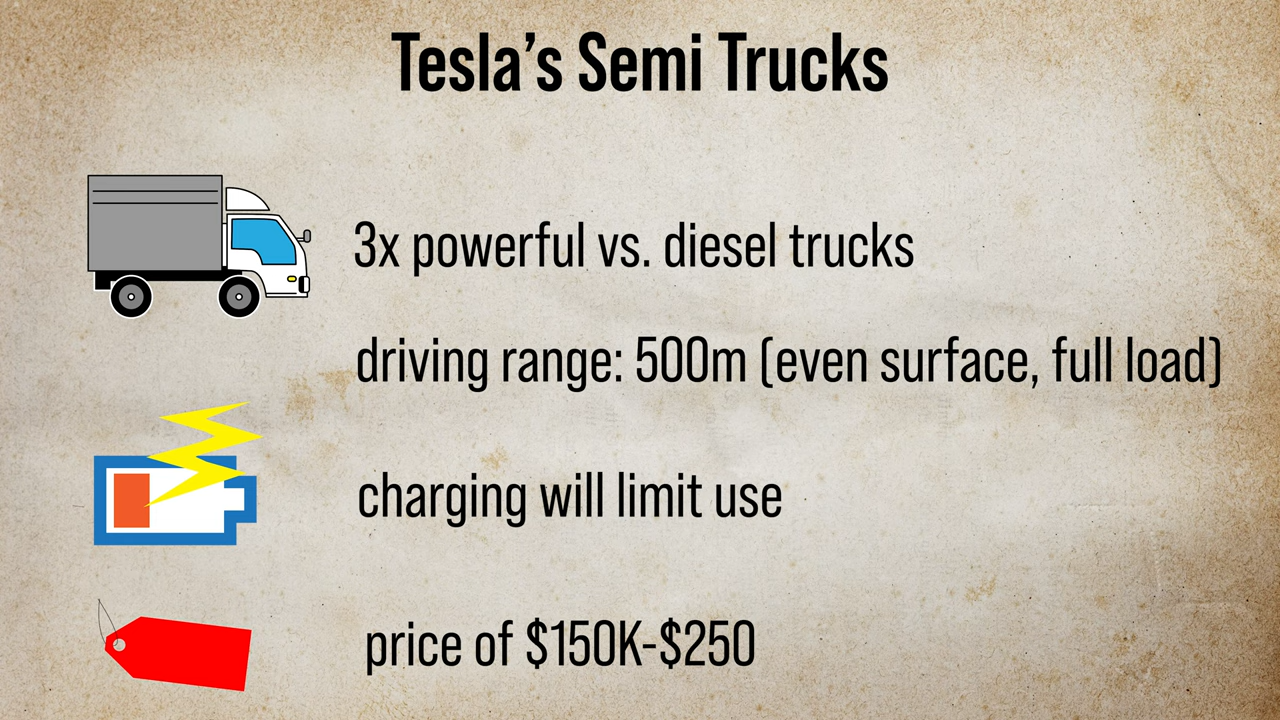 Tesla’s Semi Trucks
3x powerful vs. diesel trucks
driving range: 500m (even surface, full load)
charging will limit use
price of $150K-$250